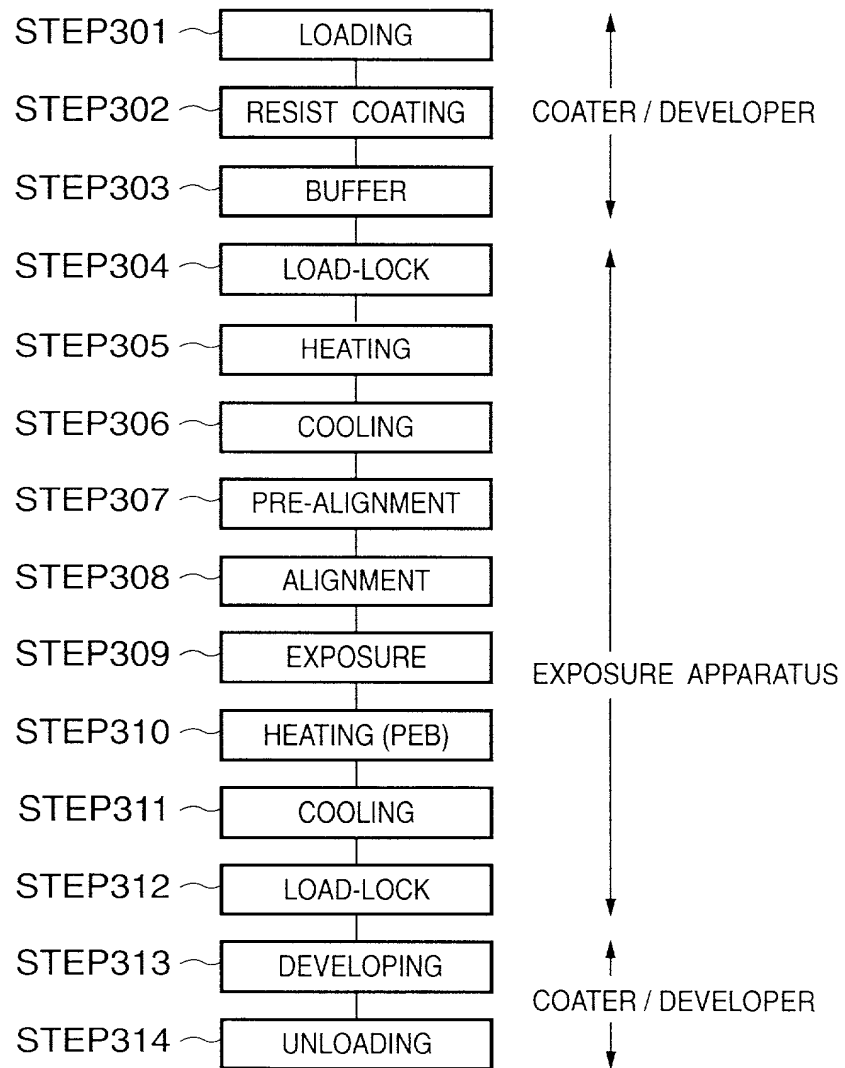 STEP301 LOADING
STEP302 RESIST COATING COATER / DEVELOPER
STEP303 BUFFER
STEP304 LOAD-LOCK
STEP305 HEATING
STEP306 COOLING
STEP307 PRE-ALIGNMENT
STEP308 ALIGNMENT
STEP309 EXPOSURE EXPOSURE APPARATUS
STEP310 HEATING (PEB)
STEP311 COOLING
STEP312 LOAD-LOCK
STEP313 DEVELOPING COATER / DEVELOPER
STEP314 UNLOADING